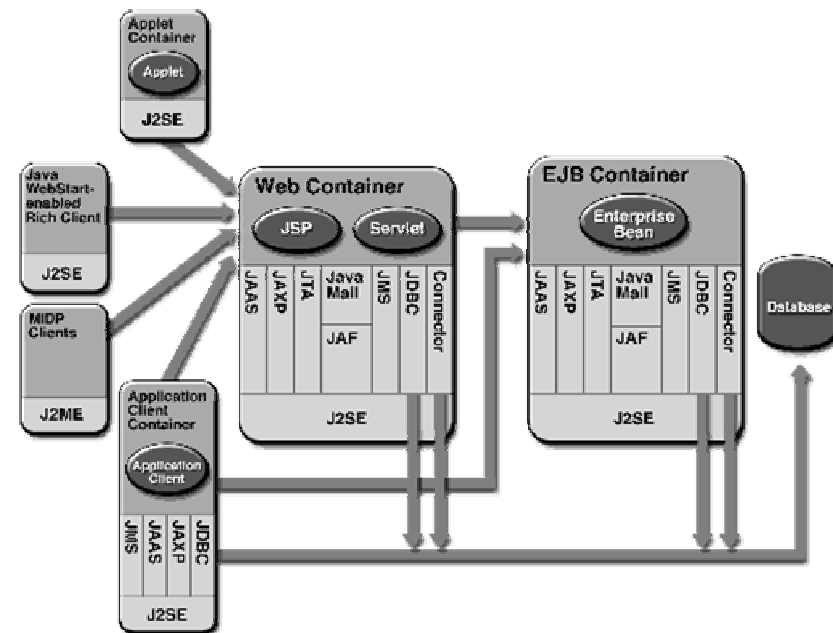 Applet
Container
Applet
J2SE
Java
WebStart-
enabled
Rich Client
J2SE
MIDP
Clients
J2ME
Application
Client
Container
Application
Client
JMS
JAAS
JAXP
JDBC
J2SE
Web Container
JSP
Servlet
JAAS
JAXP
JTA
Java
Mail
JAF
JMS
JDBC
Connector
J2SE
EJB Container
Enterprise
Bean
JAAS
JAXP
JTA
Java
Mail
JAF
JMS
JDBC
Connector
J2SE
Database